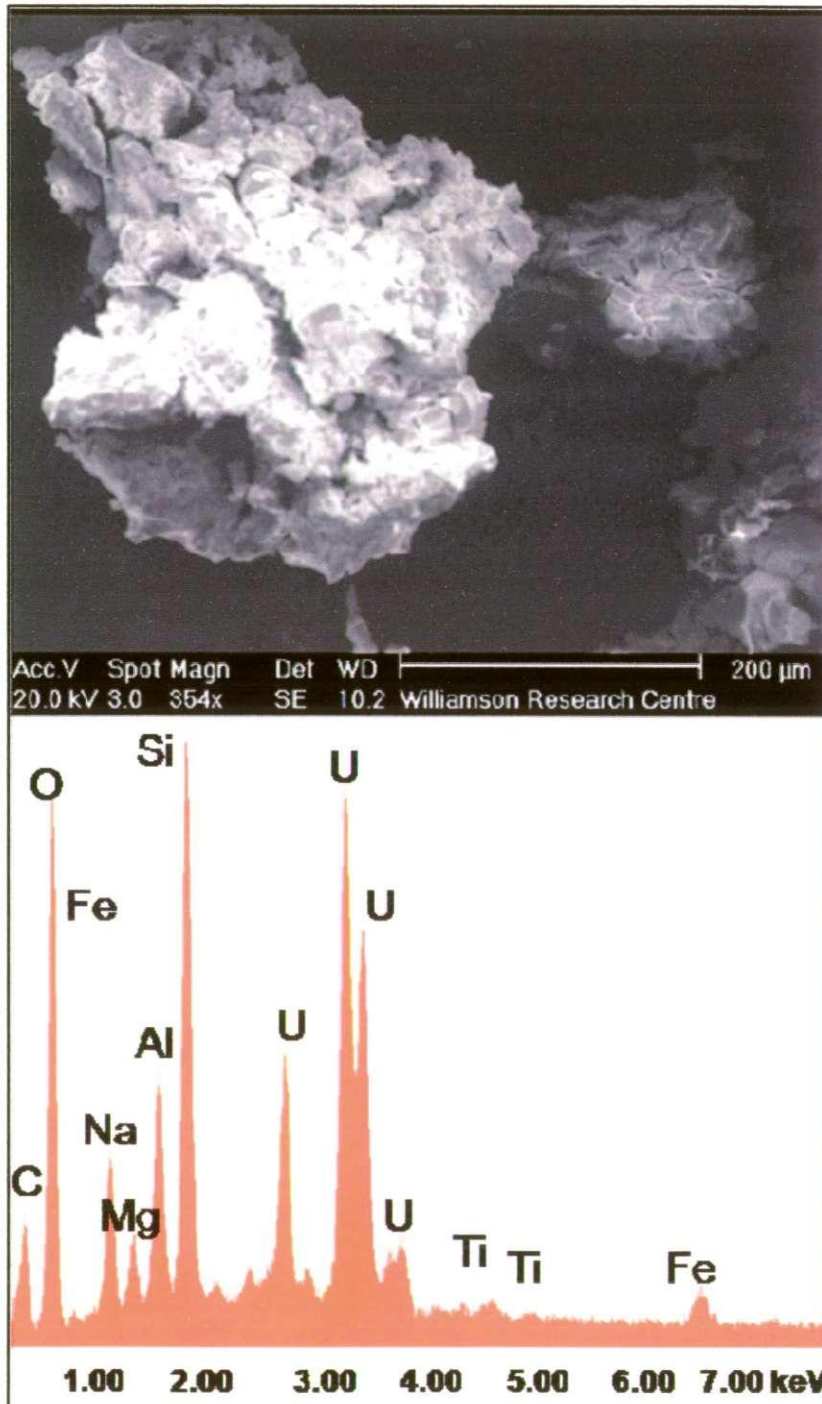 Acc.V Spot Magn Det WD 200 µm
20.0 kV 3.0 354x SE 10.2 Williamson Research Centre
Si
O
U
Fe
U
Al
U
Na
C
Mg
U
Ti
Ti
Fe
1.00 2.00 3.00 4.00 5.00 6.00 7.00 keV